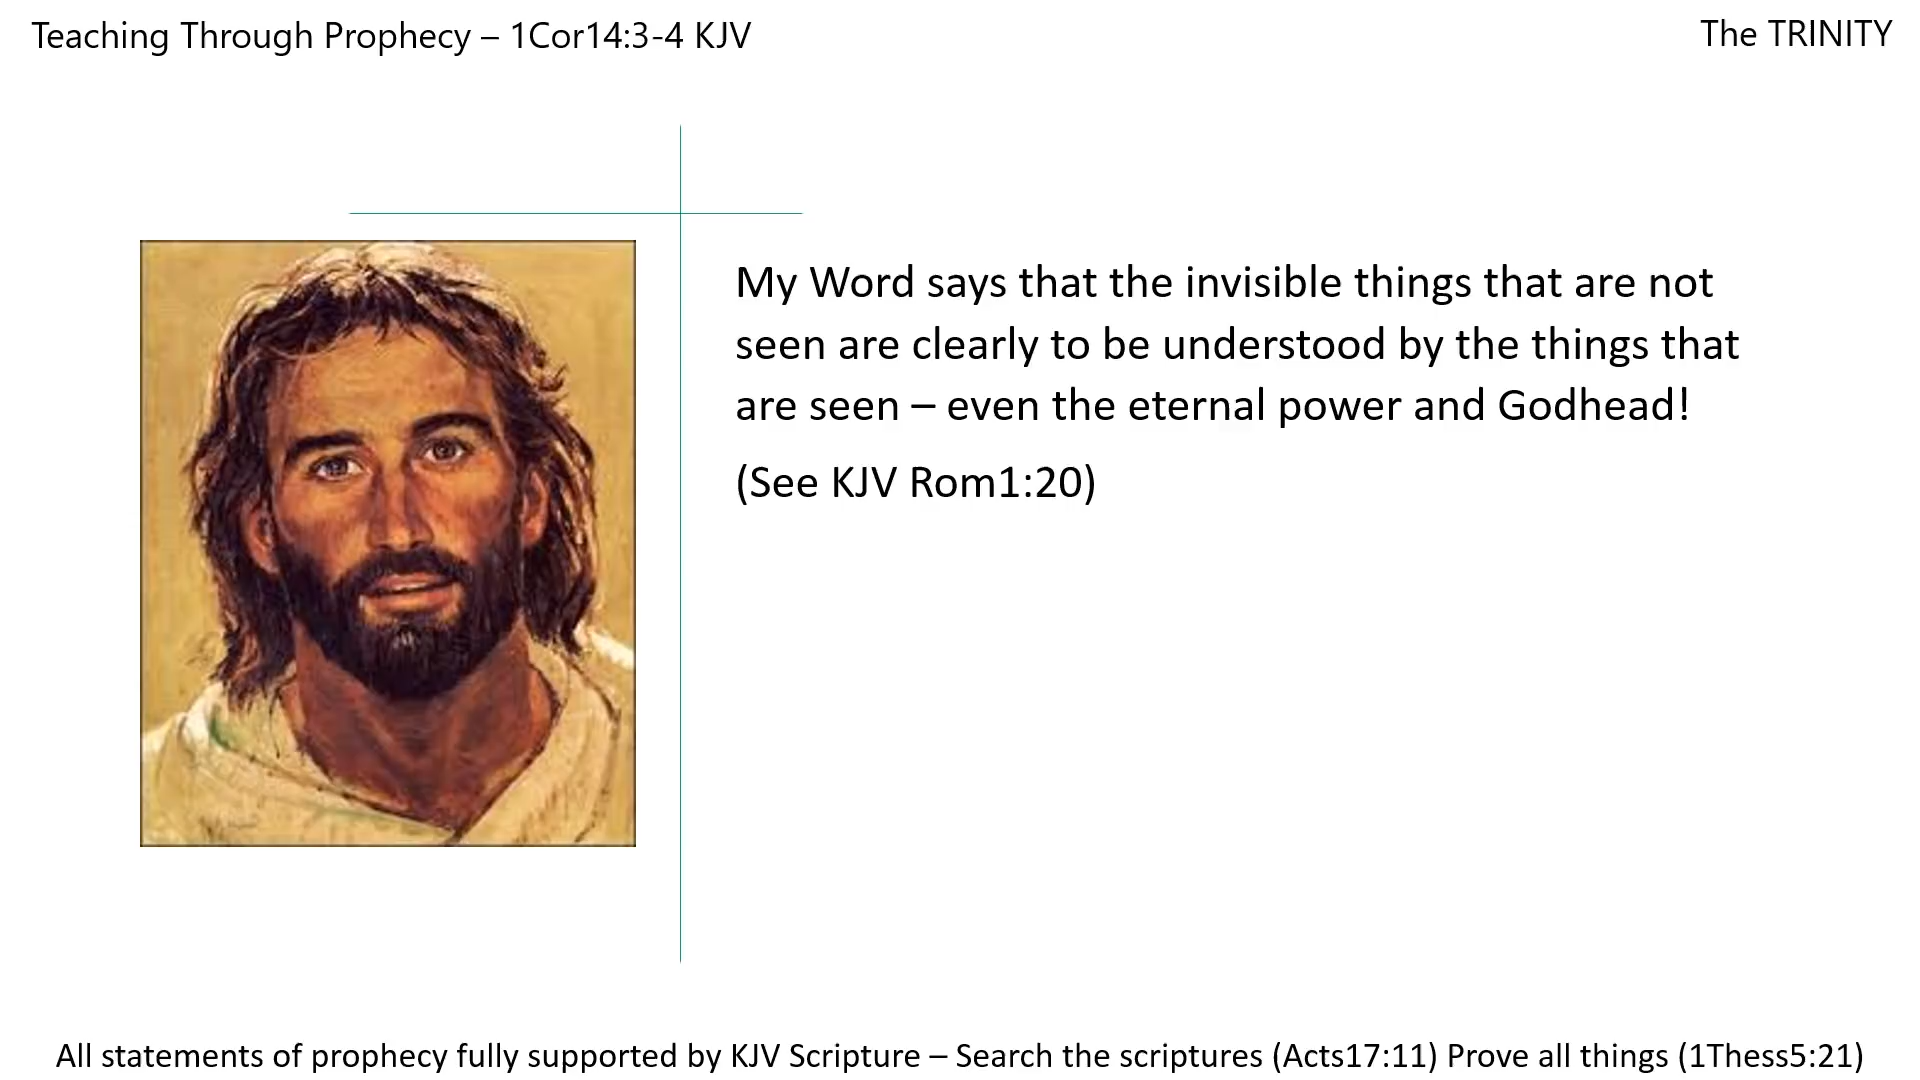 Teaching Through Prophecy – 1Cor14:3-4 KJV
The TRINITY
My Word says that the invisible things that are not
seen are clearly to be understood by the things that
are seen – even the eternal power and Godhead!
(See KJV Rom1:20)
All statements of prophecy fully supported by KJV Scripture – Search the scriptures (Acts17:11) Prove all things (1Thess5:21)